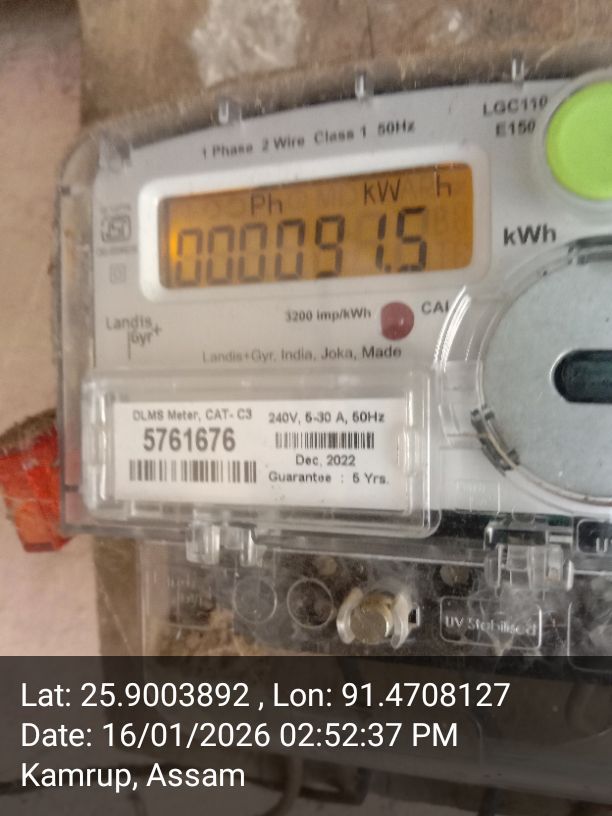 LGC110
E150
1 Phase 2 Wire Class 1 50Hz
Ph kW h
0000091.5
kWh
3200 imp/kWh
CAL
Landis
Gyr+
Landis+Gyr, India, Joka, Made
DLMS Meter, CAT- C3
5761676
240V, 5-30 A, 50Hz
Dec, 2022
Guarantee : 5 Yrs.
UV Stabilised
Lat: 25.9003892 , Lon: 91.4708127
Date: 16/01/2026 02:52:37 PM
Kamrup, Assam